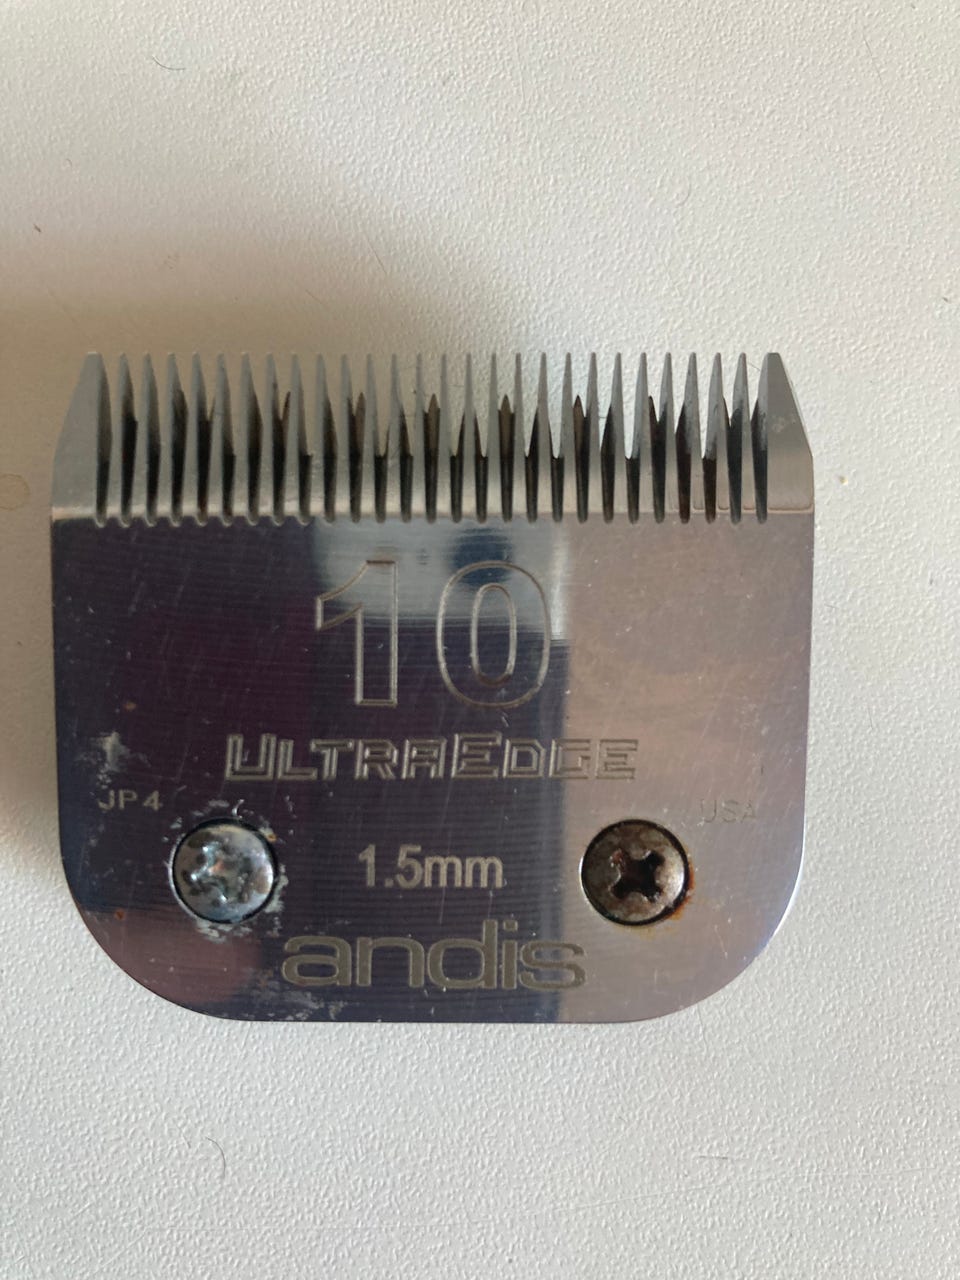 10
ULTRAEDGE
JP4
USA
1.5mm
andis